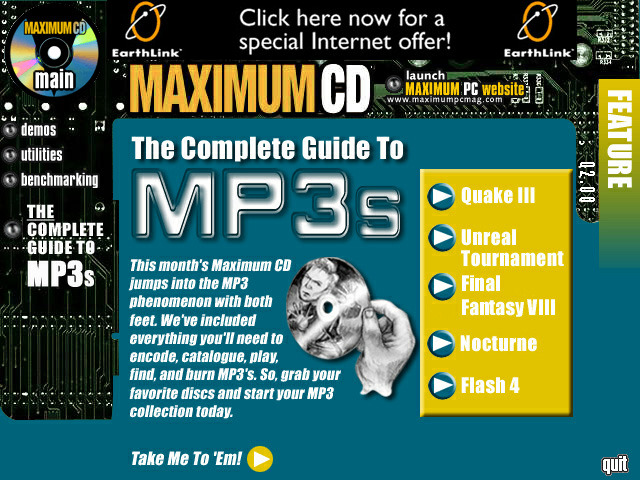 MAXIMUM CD
main
EarthLink
Click here now for a
special Internet offer!
EarthLink
MAXIMUM CD
launch
MAXIMUM PC website
www.maximumpcmag.com
FEATURE
02.00
demos
utilities
benchmarking
THE
COMPLETE
GUIDE TO
MP3s
The Complete Guide To
MP3s
This month's Maximum CD
jumps into the MP3
phenomenon with both
feet. We've included
everything you'll need to
encode, catalogue, play,
find, and burn MP3's. So, grab your
favorite discs and start your MP3
collection today.
Take Me To 'Em!
Quake III
Unreal
Tournament
Final
Fantasy VIII
Nocturne
Flash 4
quit